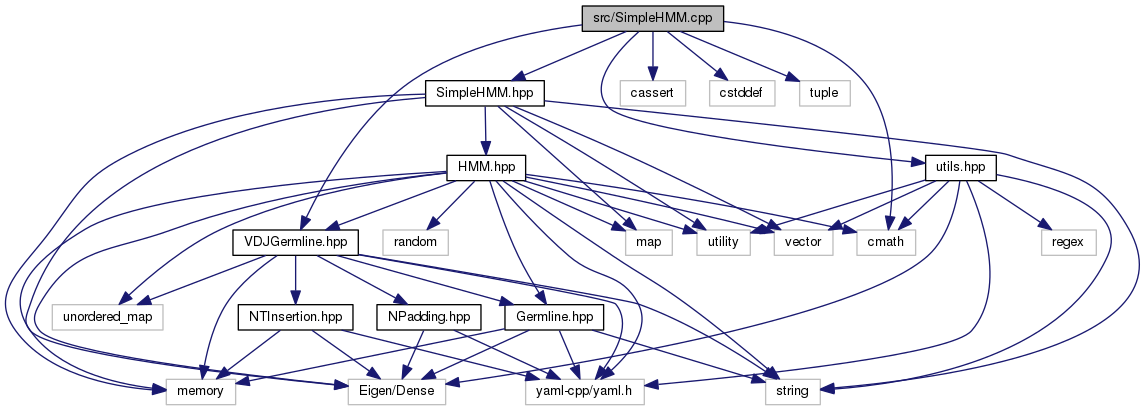 src/SimpleHMM.cpp
SimpleHMM.hpp
cassert
cstddef
tuple
HMM.hpp
utils.hpp
VDJGermline.hpp
random
map
utility
vector
cmath
regex
unordered_map
NTInsertion.hpp
NPadding.hpp
Germline.hpp
memory
Eigen/Dense
yaml-cpp/yaml.h
string